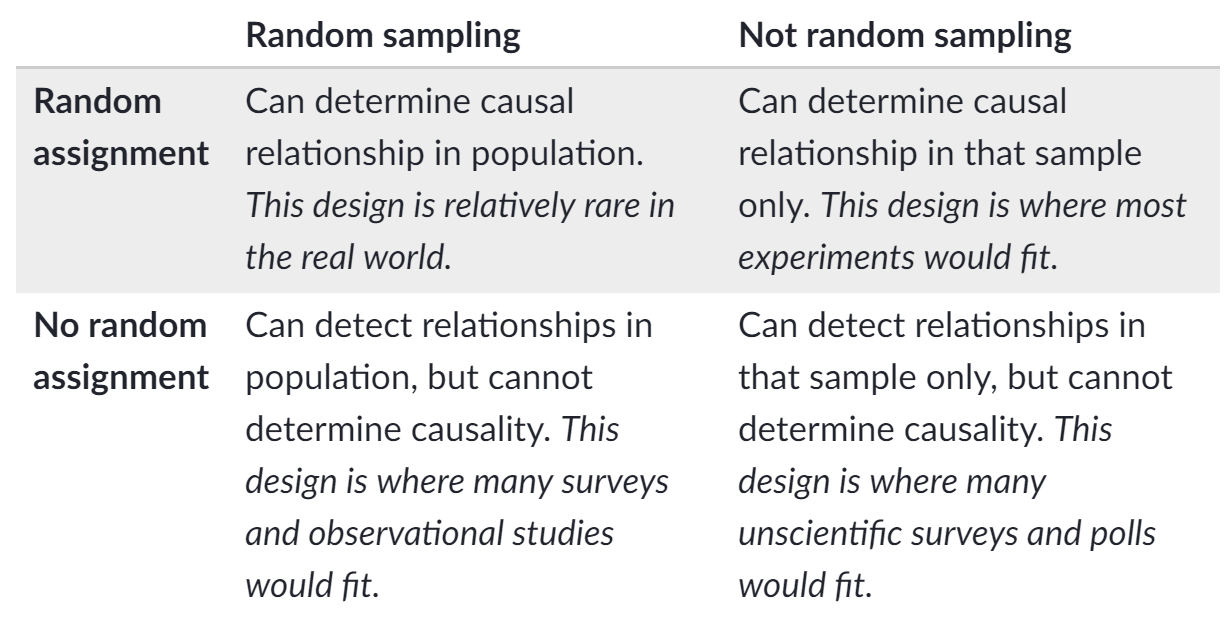 Random sampling
Not random sampling
Random
assignment
Can determine causal
relationship in population.
This design is relatively rare in
the real world.
Can determine causal
relationship in that sample
only. This design is where most
experiments would fit.
No random
assignment
Can detect relationships in
population, but cannot
determine causality. This
design is where many surveys
and observational studies
would fit.
Can detect relationships in
that sample only, but cannot
determine causality. This
design is where many
unscientific surveys and polls
would fit.